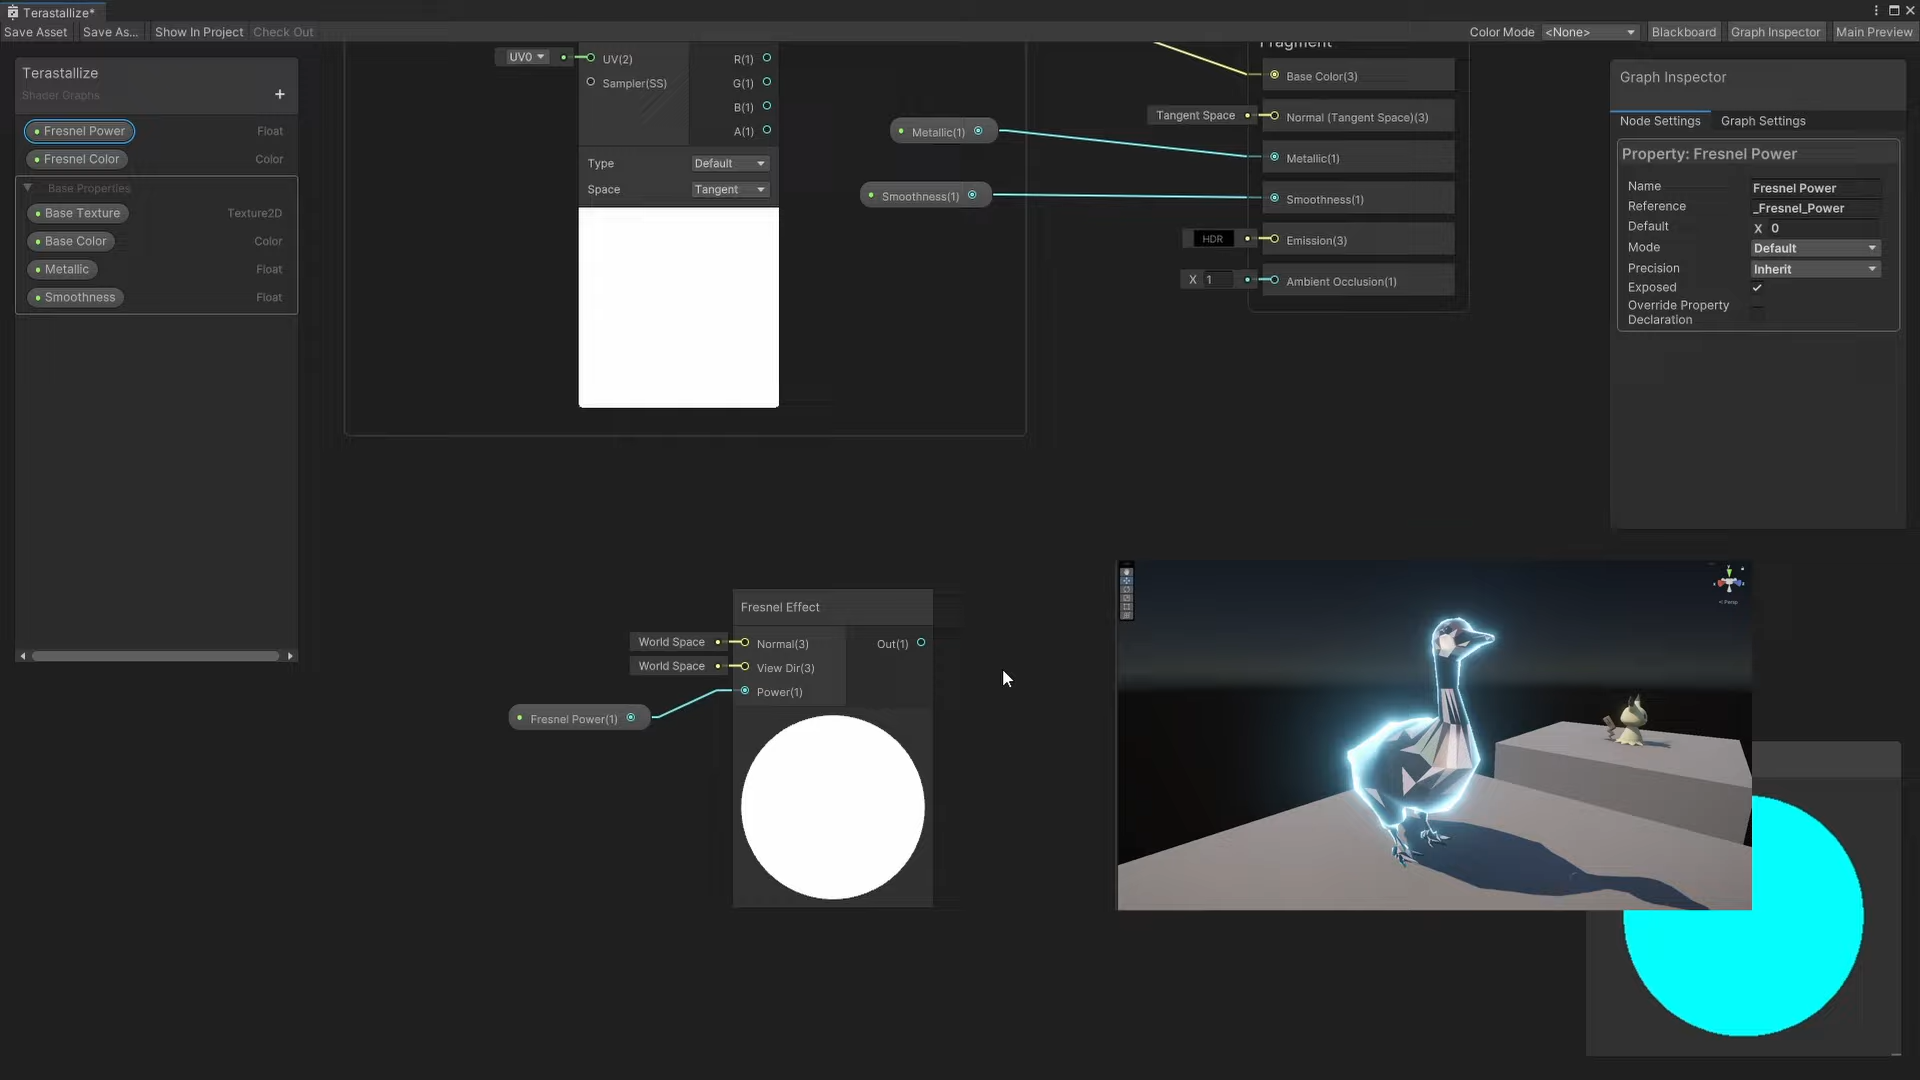 Terastallize*
Save Asset Save As... Show In Project Check Out
Color Mode <None> Blackboard Graph Inspector Main Preview
Terastallize
Shader Graphs
+
Fresnel Power Float
Fresnel Color Color
Base Properties
Base Texture Texture2D
Base Color Color
Metallic Float
Smoothness Float
UV0
UV(2)
Sampler(SS)
R(1)
G(1)
B(1)
A(1)
Type Default
Space Tangent
Metallic(1)
Smoothness(1)
Fragment
Base Color(3)
Tangent Space Normal (Tangent Space)(3)
Metallic(1)
Smoothness(1)
HDR Emission(3)
X 1 Ambient Occlusion(1)
Graph Inspector
Node Settings Graph Settings
Property: Fresnel Power
Name Fresnel Power
Reference _Fresnel_Power
Default X 0
Mode Default
Precision Inherit
Exposed
Override Property
Declaration
Fresnel Effect
World Space Normal(3) Out(1)
World Space View Dir(3)
Power(1)
Fresnel Power(1)